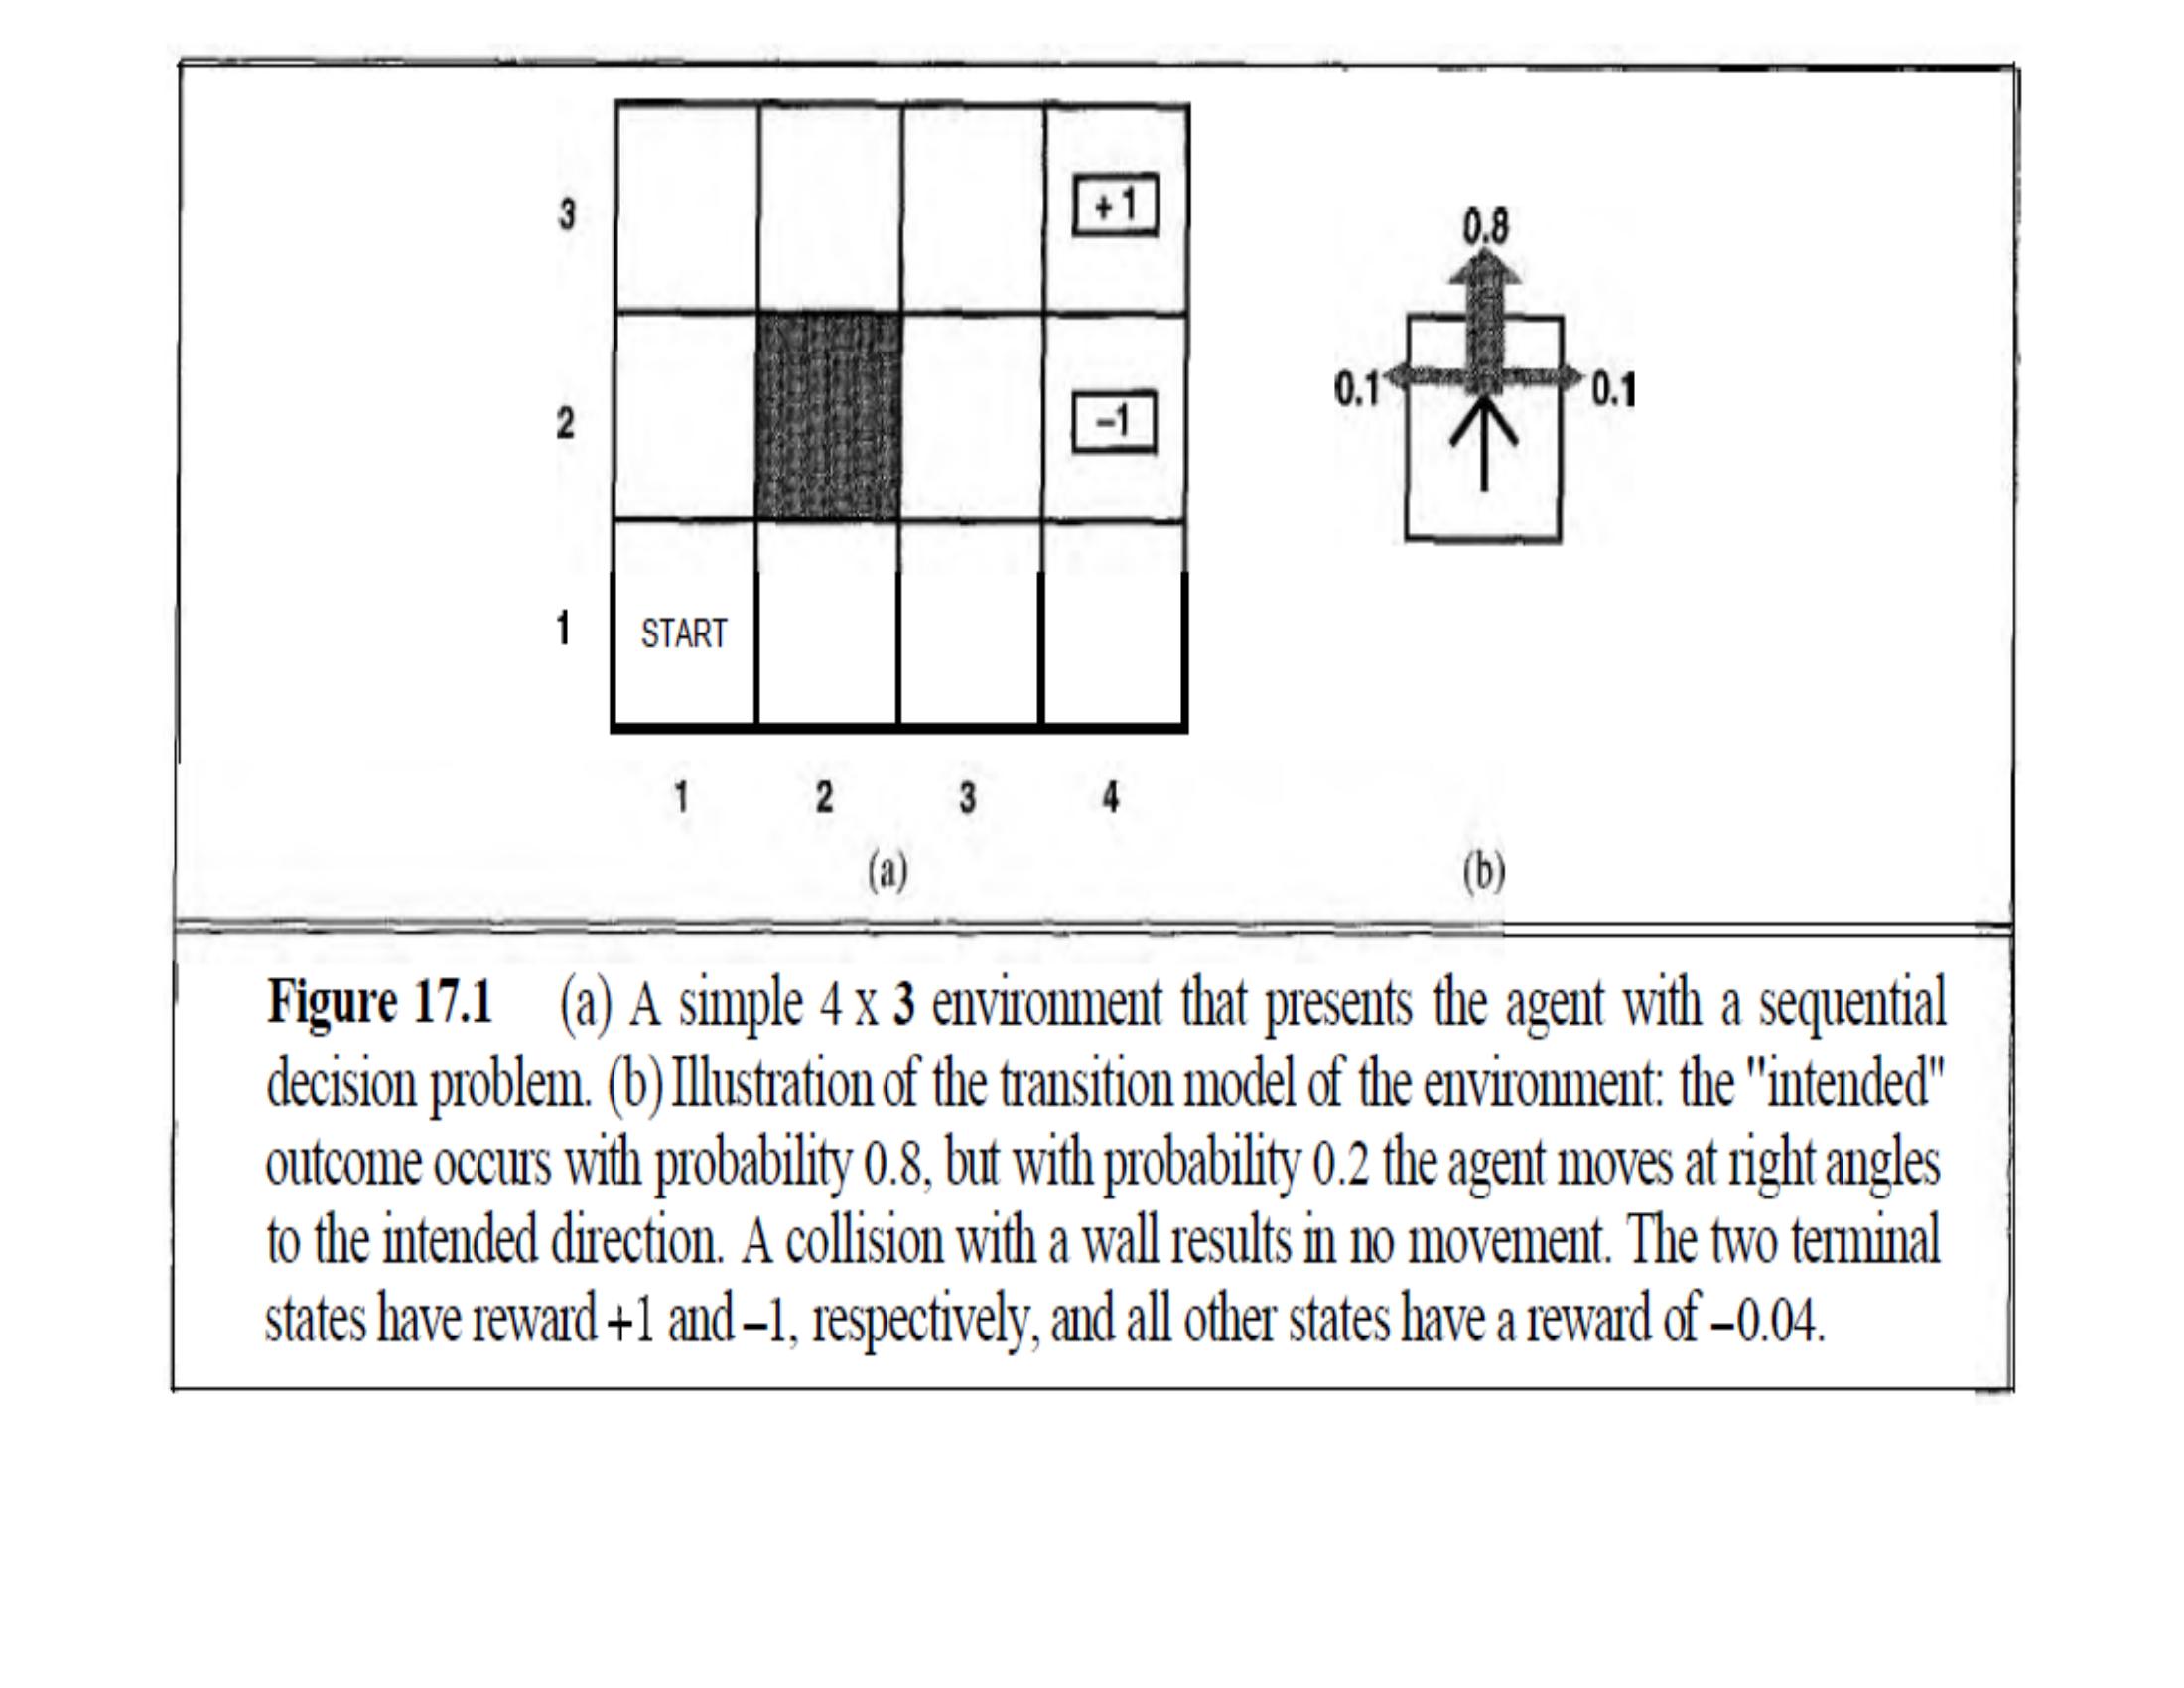 3
+1
0.8
2
-1
0.1
0.1
1
START
1 2 3 4
(a)
(b)
Figure 17.1 (a) A simple 4 x 3 environment that presents the agent with a sequential
decision problem. (b) Illustration of the transition model of the environment: the "intended"
outcome occurs with probability 0.8, but with probability 0.2 the agent moves at right angles
to the intended direction. A collision with a wall results in no movement. The two terminal
states have reward +1 and –1, respectively, and all other states have a reward of –0.04.